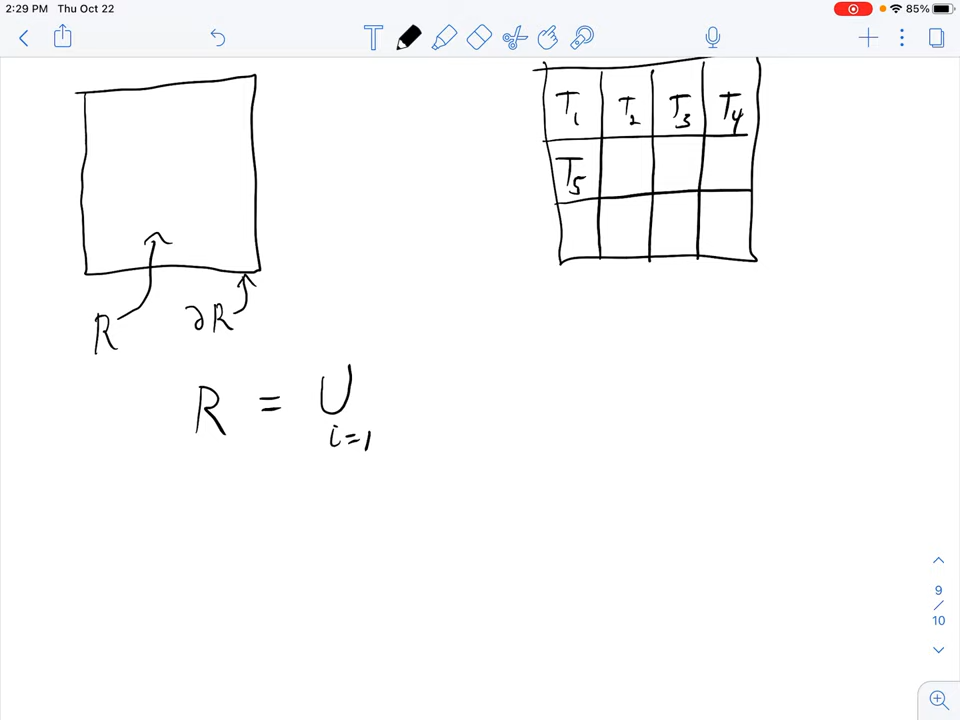 2:29 PM Thu Oct 22
85%
T
T₁ T₂ T₃ T₄
T₅
R ∂R
R = ∪
i=1
9
/
10